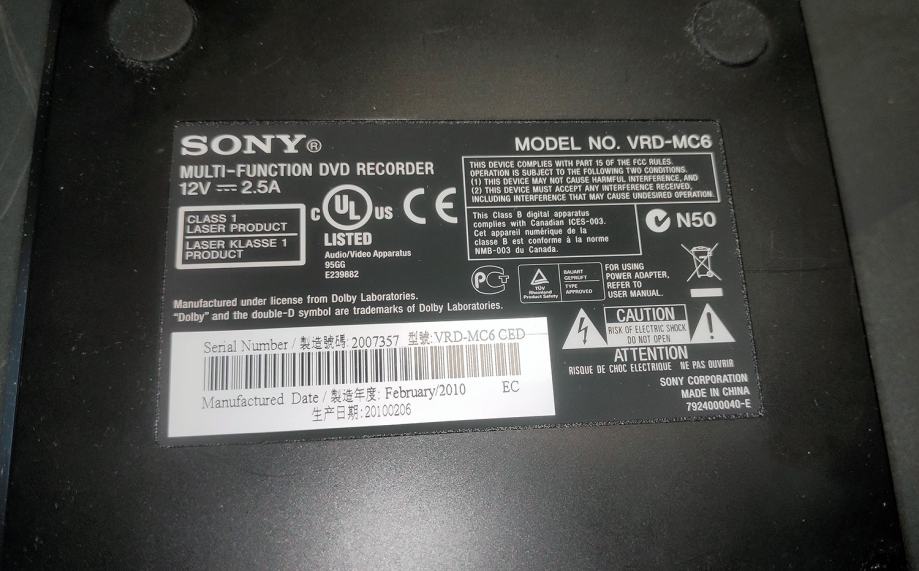 SONY®
MODEL NO. VRD-MC6
MULTI-FUNCTION DVD RECORDER
12V ⎓ 2.5A
THIS DEVICE COMPLIES WITH PART 15 OF THE FCC RULES.
OPERATION IS SUBJECT TO THE FOLLOWING TWO CONDITIONS.
(1) THIS DEVICE MAY NOT CAUSE HARMFUL INTERFERENCE, AND
(2) THIS DEVICE MUST ACCEPT ANY INTERFERENCE RECEIVED,
INCLUDING INTERFERENCE THAT MAY CAUSE UNDESIRED OPERATION.
CLASS 1
LASER PRODUCT
LASER KLASSE 1
PRODUCT
C UL US
LISTED
Audio/Video Apparatus
95GG
E239882
CE
This Class B digital apparatus
complies with Canadian ICES-003.
Cet appareil numérique de la
classe B est conforme à la norme
NMB-003 du Canada.
N50
TÜV
Rheinland
Product Safety
BAUART
GEPRÜFT
TYPE
APPROVED
FOR USING
POWER ADAPTER,
REFER TO
USER MANUAL.
Manufactured under license from Dolby Laboratories.
"Dolby" and the double-D symbol are trademarks of Dolby Laboratories.
CAUTION
RISK OF ELECTRIC SHOCK
DO NOT OPEN
ATTENTION
RISQUE DE CHOC ELECTRIQUE NE PAS OUVRIR
SONY CORPORATION
MADE IN CHINA
7924000040-E
Serial Number / 製造號碼: 2007357 型號: VRD-MC6 CED
Manufactured Date / 製造年度: February/2010 EC
生产日期:20100206